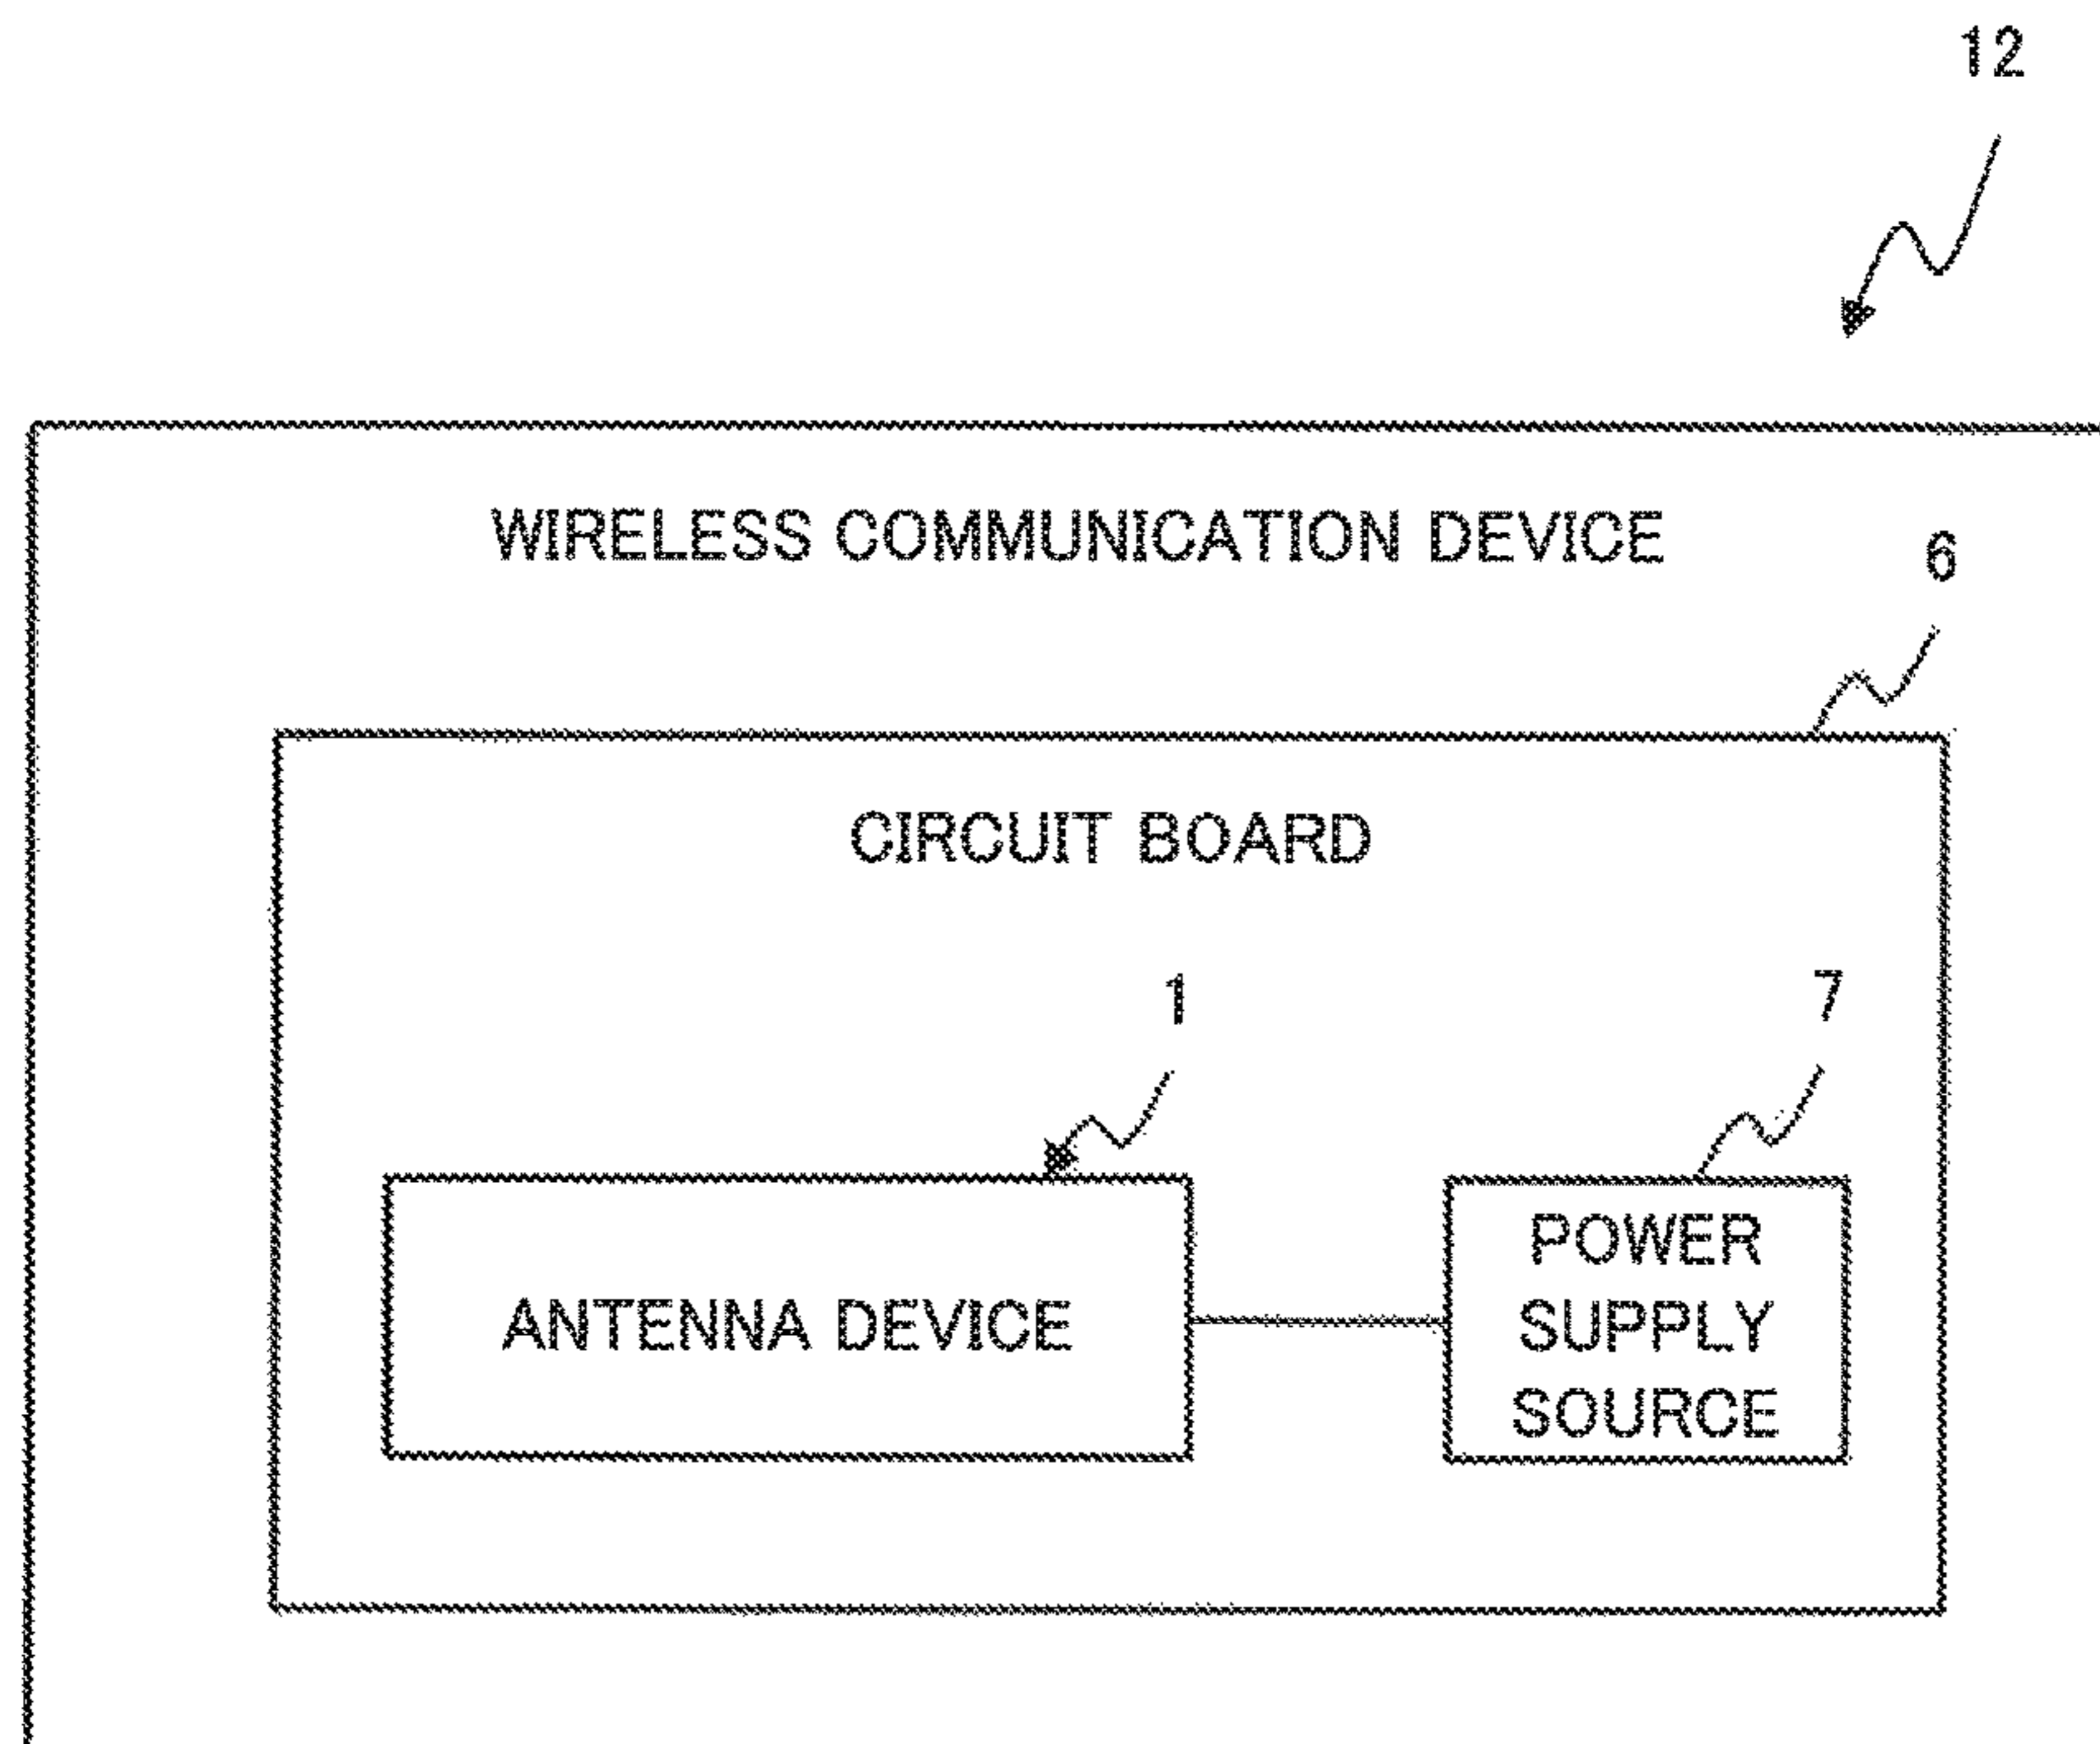 12
WIRELESS COMMUNICATION DEVICE
6
CIRCUIT BOARD
1
7
ANTENNA DEVICE
POWER
SUPPLY
SOURCE